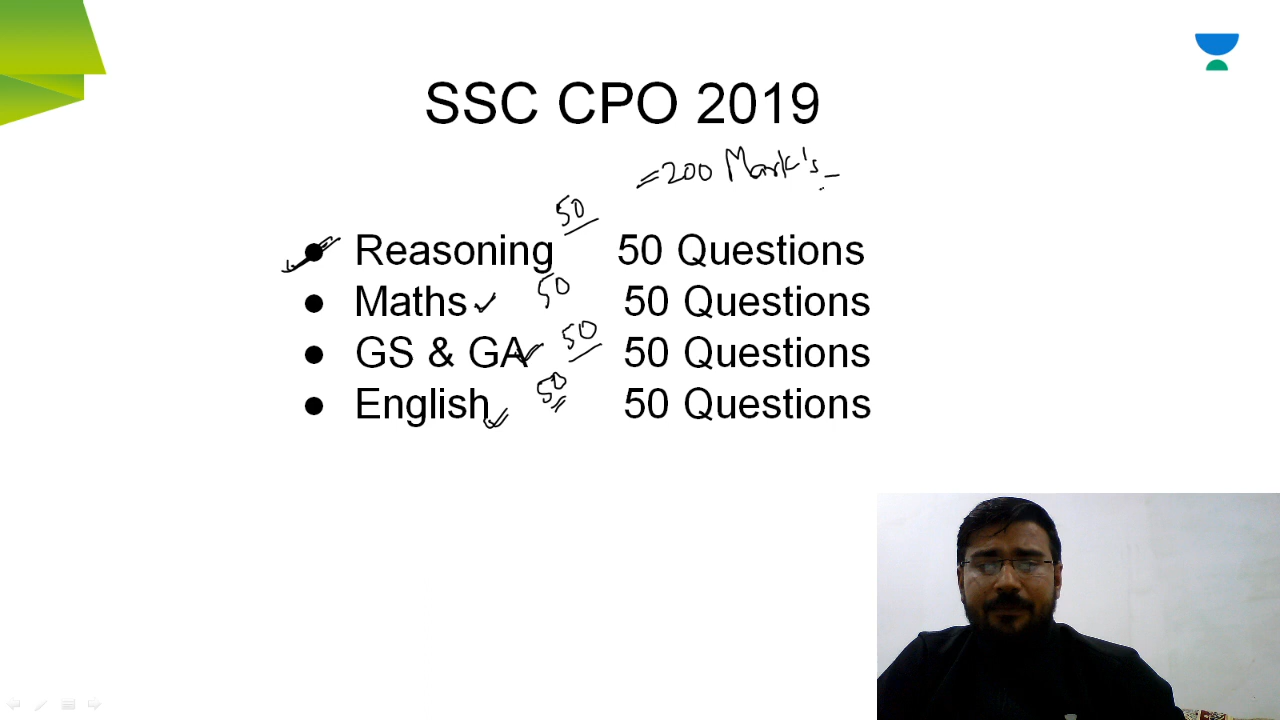 SSC CPO 2019
=200 Mark's
50
Reasoning 50 Questions
Maths 50 50 Questions
GS & GA 50 50 Questions
English 50 50 Questions